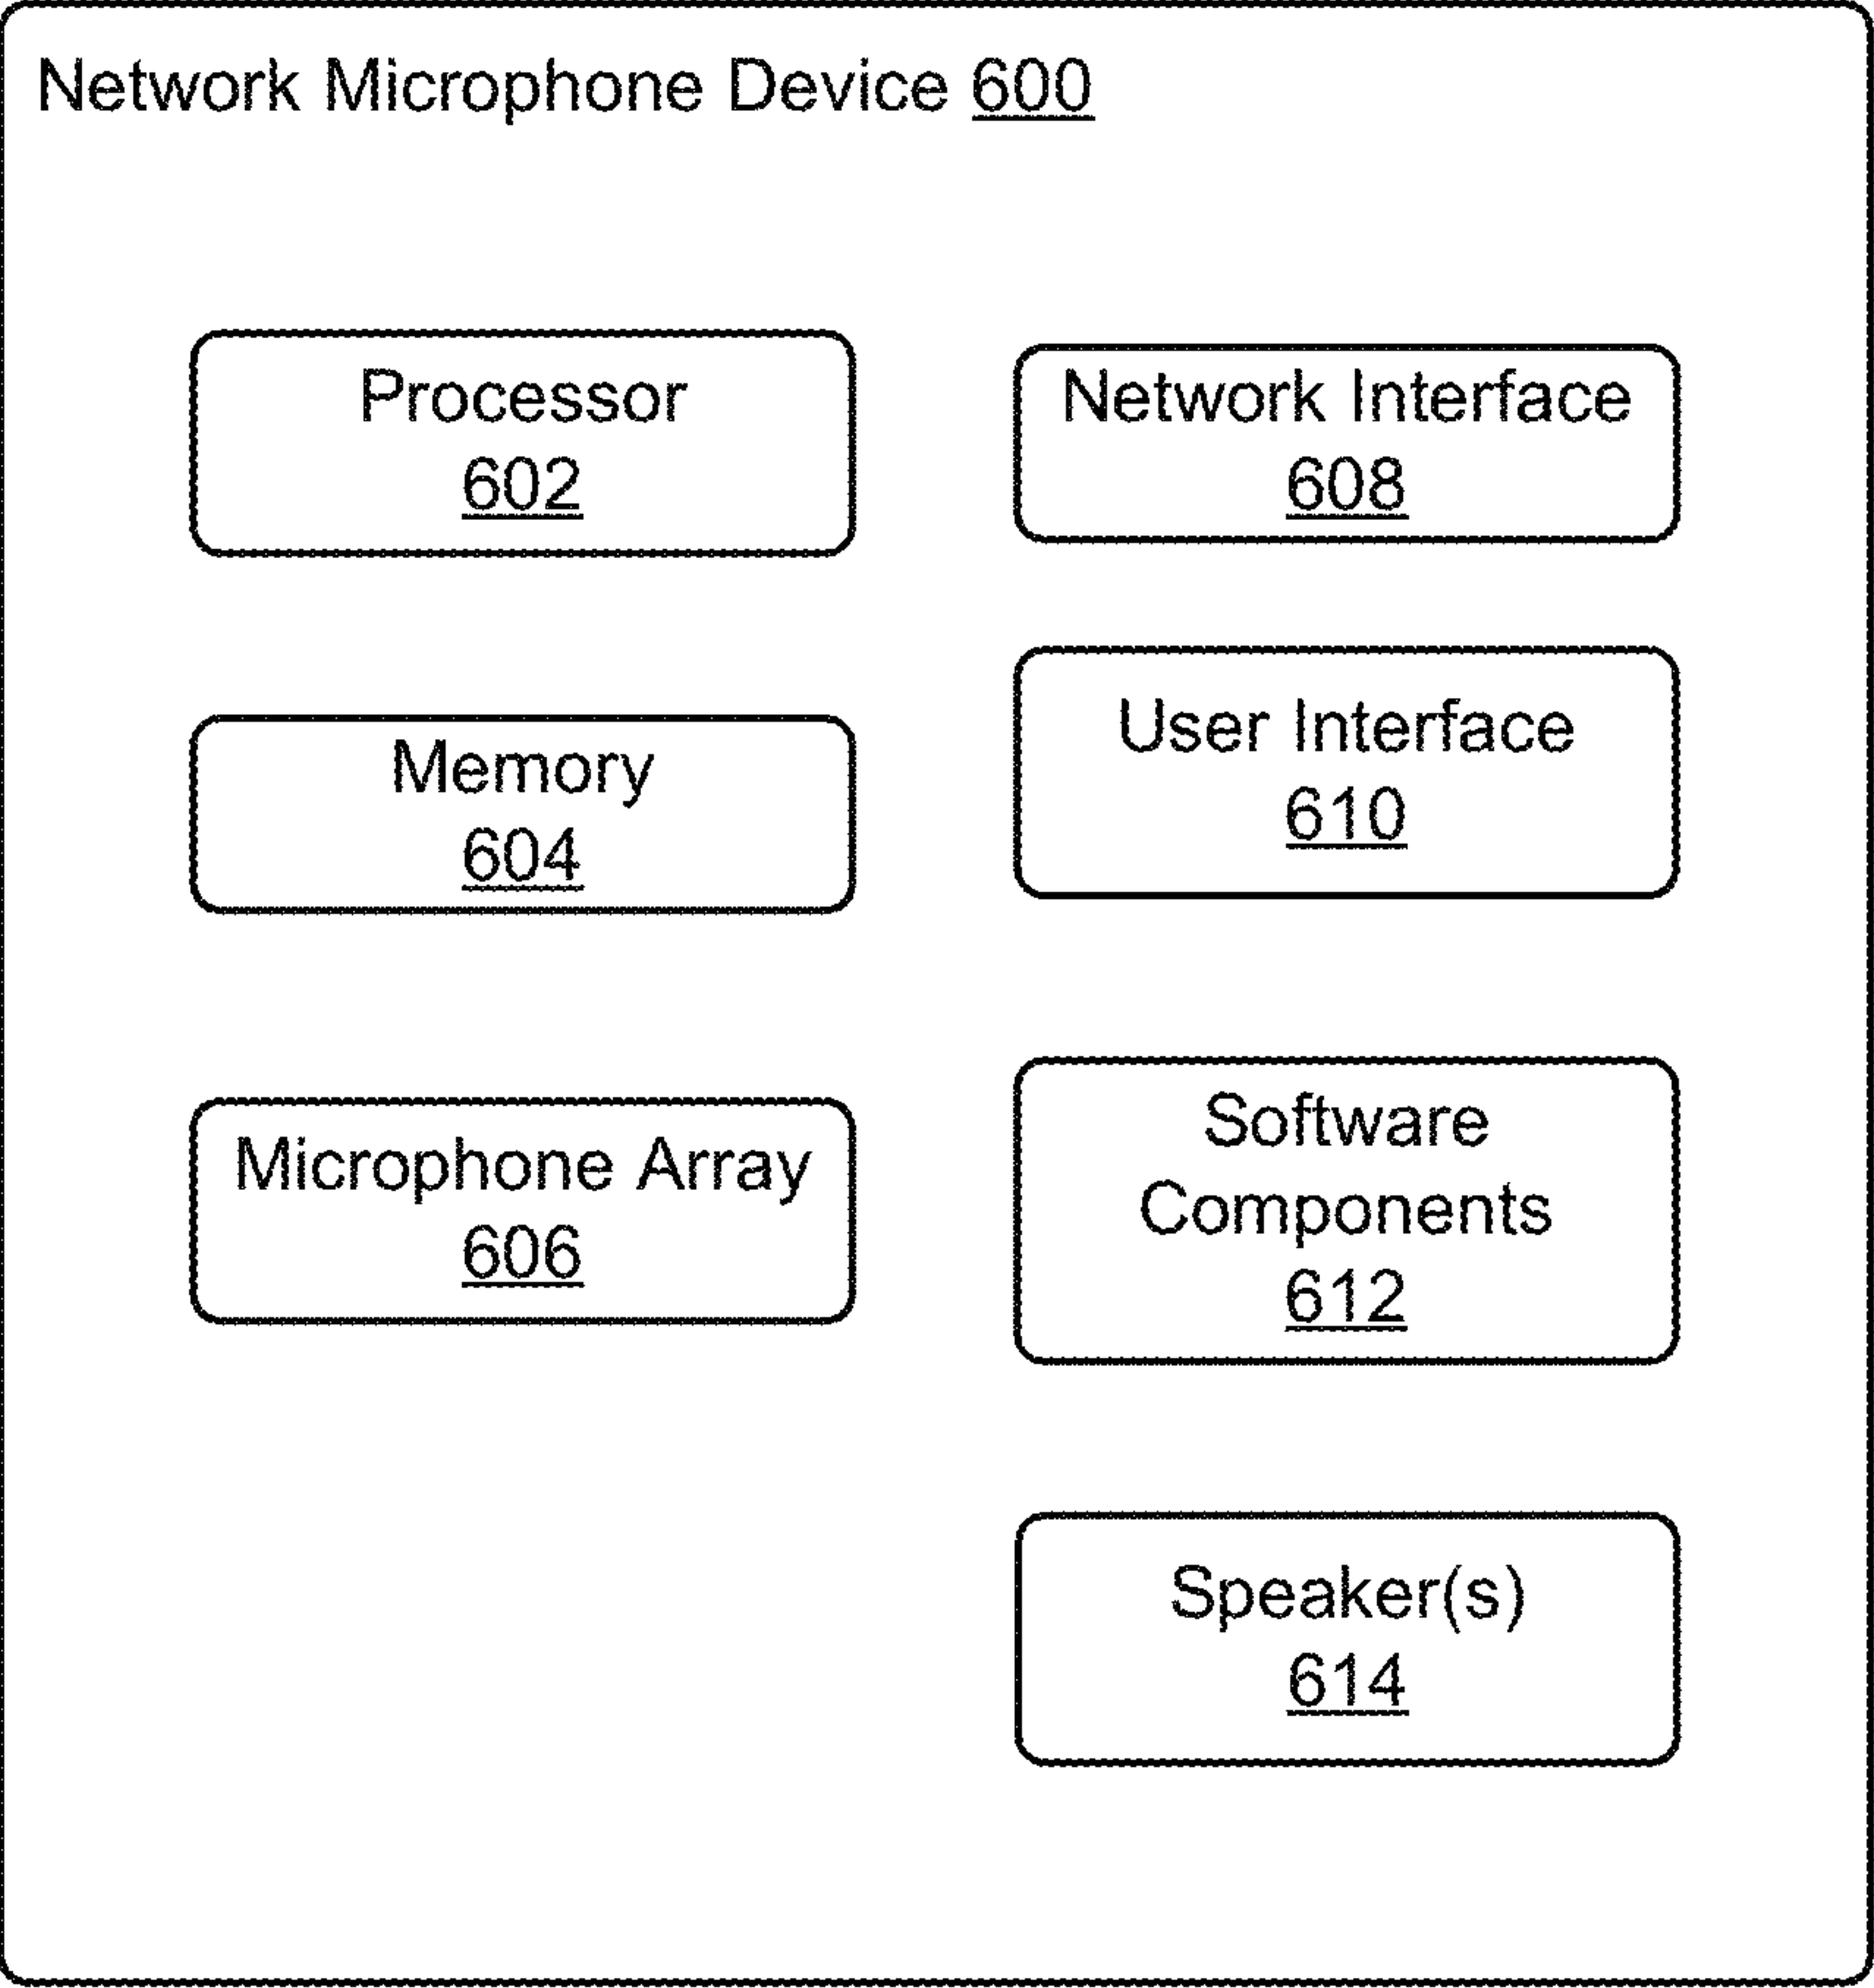 Network Microphone Device 600
Processor
602
Memory
604
Microphone Array
606
Network Interface
608
User Interface
610
Software
Components
612
Speaker(s)
614